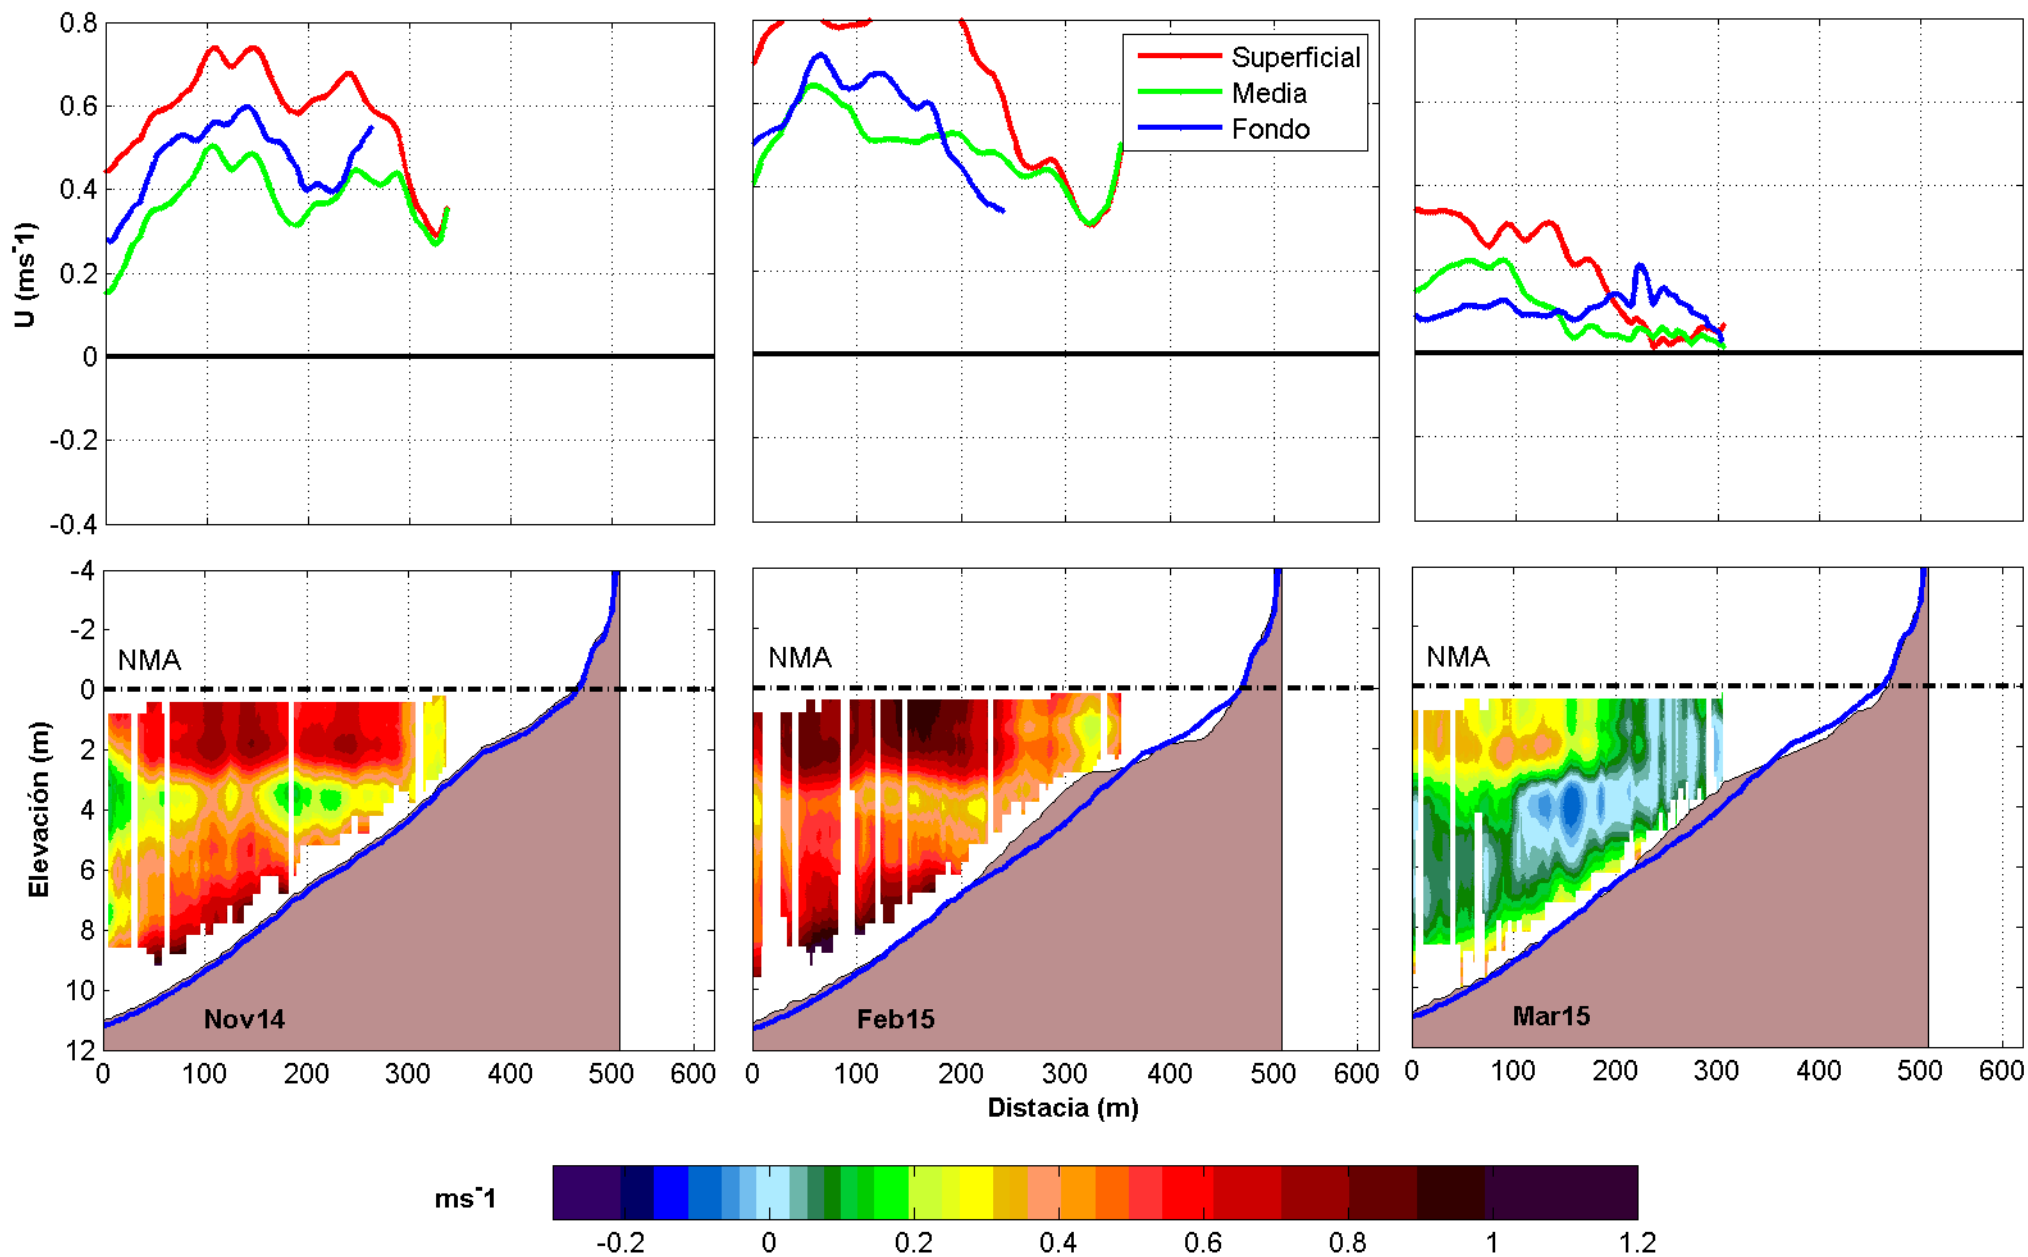 0.8
0.6
0.4
0.2
0
-0.2
-0.4
U (ms-1)
Superficial
Media
Fondo
-4
-2
0
2
4
6
8
10
12
Elevación (m)
NMA
NMA
NMA
Nov14
Feb15
Mar15
0 100 200 300 400 500 600
0 100 200 300 400 500 600
0 100 200 300 400 500 600
Distacia (m)
ms-1
-0.2 0 0.2 0.4 0.6 0.8 1 1.2